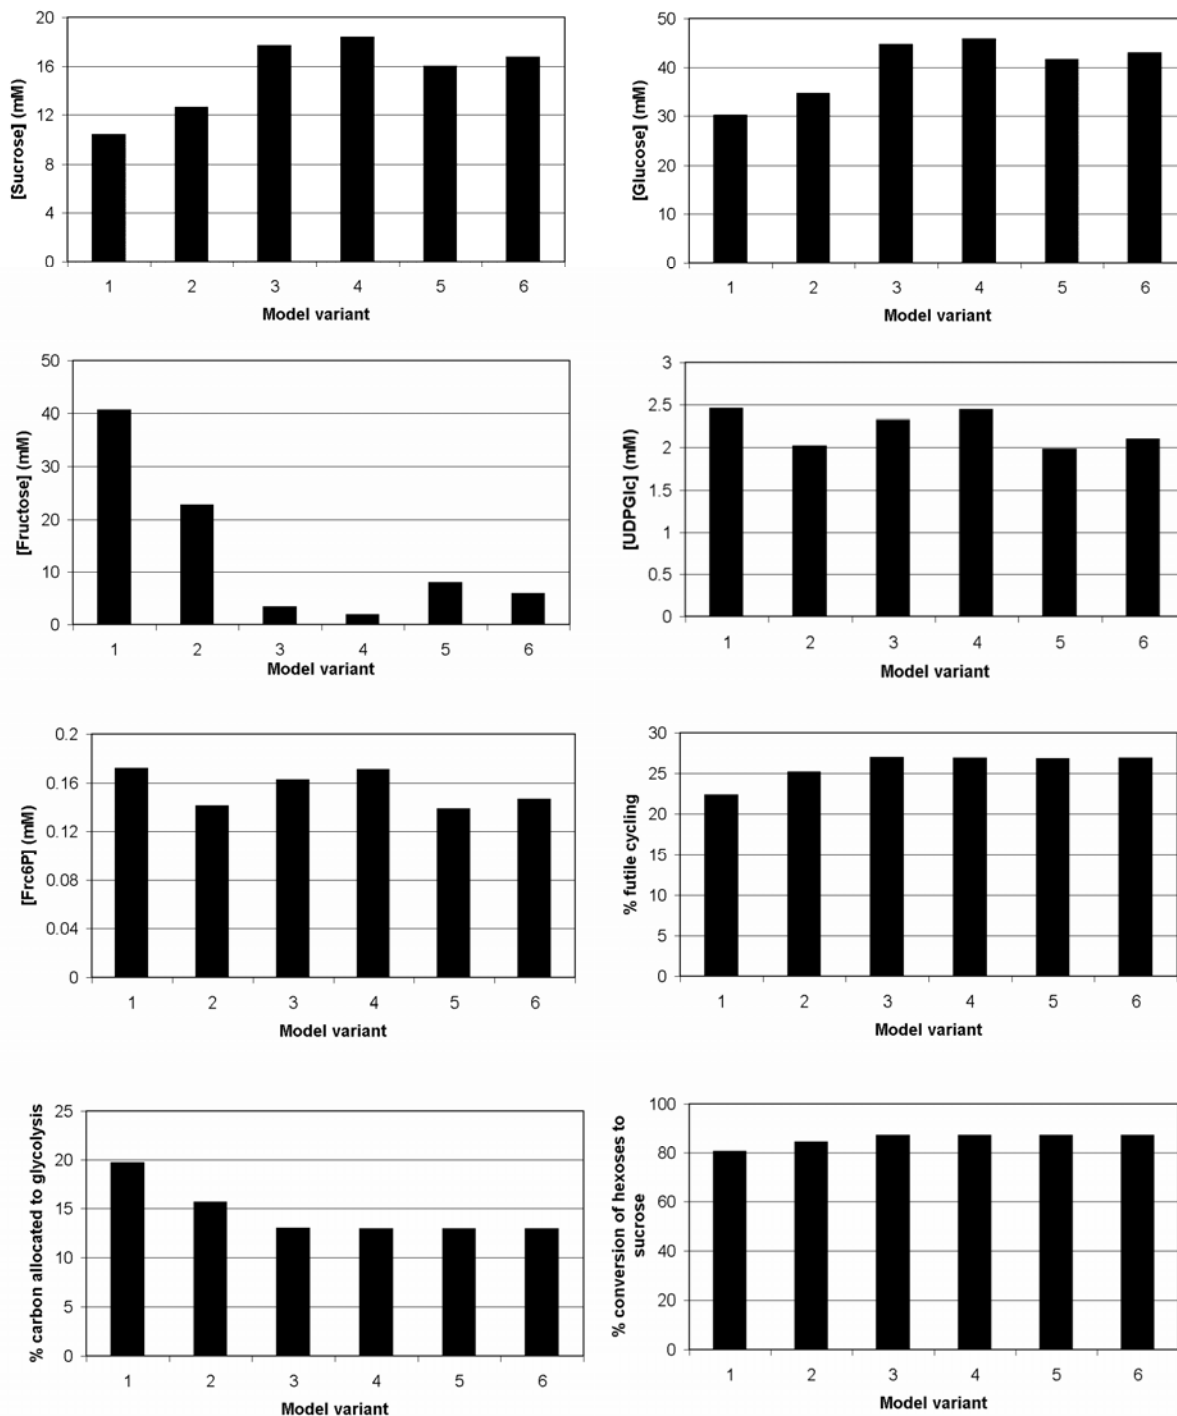 [Sucrose] (mM)
20
16
12
8
4
0
1 2 3 4 5 6
Model variant
[Glucose] (mM)
50
40
30
20
10
0
1 2 3 4 5 6
Model variant
[Fructose] (mM)
50
40
30
20
10
0
1 2 3 4 5 6
Model variant
[UDPGlc] (mM)
3
2.5
2
1.5
1
0.5
0
1 2 3 4 5 6
Model variant
[Frc6P] (mM)
0.2
0.16
0.12
0.08
0.04
0
1 2 3 4 5 6
Model variant
% futile cycling
30
25
20
15
10
5
0
1 2 3 4 5 6
Model variant
% carbon allocated to glycolysis
25
20
15
10
5
0
1 2 3 4 5 6
Model variant
% conversion of hexoses to
sucrose
100
80
60
40
20
0
1 2 3 4 5 6
Model variant